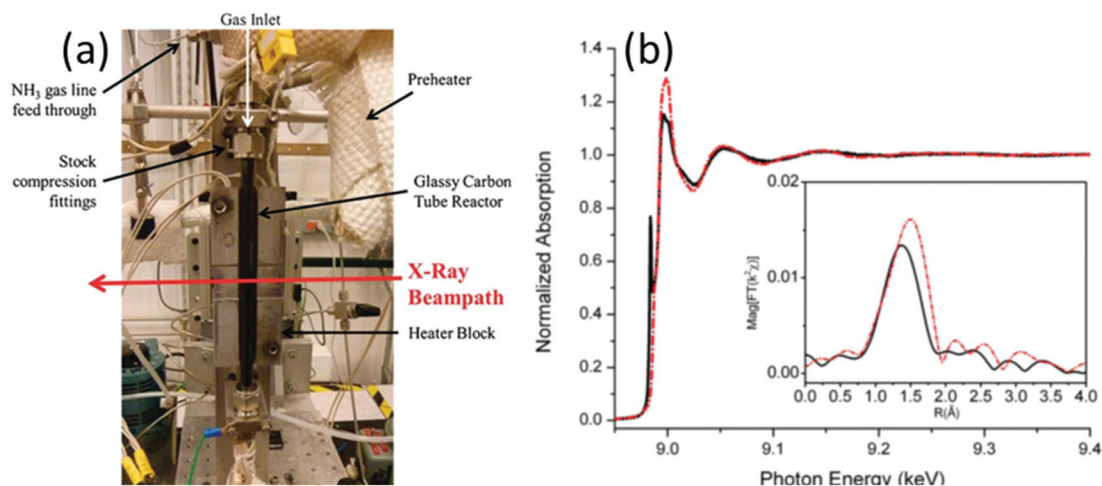 (a)
Gas Inlet
NH₃ gas line
feed through
Preheater
Stock
compression
fittings
Glassy Carbon
Tube Reactor
X-Ray
Beampath
Heater Block
(b)
Normalized Absorption
1.4
1.2
1.0
0.8
0.6
0.4
0.2
0.0
9.0
9.1
9.2
9.3
9.4
Photon Energy (keV)
Mag[FT(k²χ)]
0.02
0.01
0.00
0.0 0.5 1.0 1.5 2.0 2.5 3.0 3.5 4.0
R(Å)